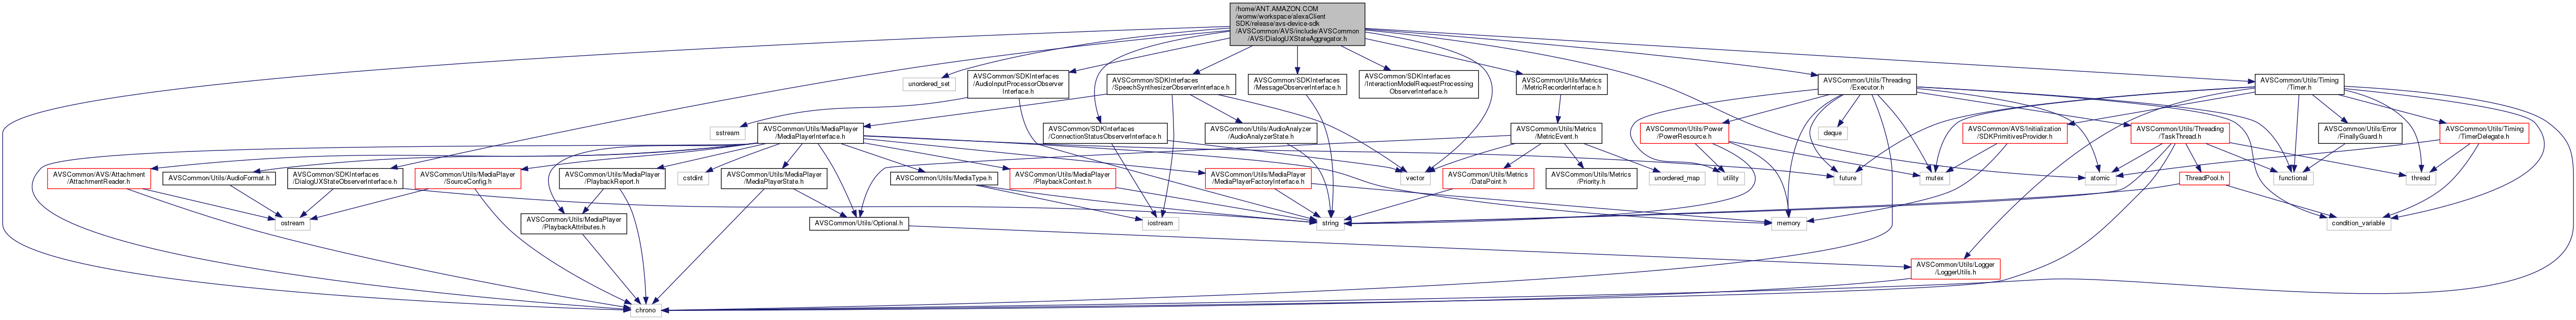 /home/ANT.AMAZON.COM
/womw/workspace/alexaClient
SDK/release/avs-device-sdk
/AVSCommon/AVS/include/AVSCommon
/AVS/DialogUXStateAggregator.h
unordered_set
AVSCommon/SDKInterfaces
/AudioInputProcessorObserver
Interface.h
AVSCommon/SDKInterfaces
/SpeechSynthesizerObserverInterface.h
AVSCommon/SDKInterfaces
/MessageObserverInterface.h
AVSCommon/SDKInterfaces
/InteractionModelRequestProcessing
ObserverInterface.h
AVSCommon/Utils/Metrics
/MetricRecorderInterface.h
AVSCommon/Utils/Threading
/Executor.h
AVSCommon/Utils/Timing
/Timer.h
sstream
AVSCommon/Utils/MediaPlayer
/MediaPlayerInterface.h
AVSCommon/SDKInterfaces
/ConnectionStatusObserverInterface.h
AVSCommon/Utils/AudioAnalyzer
/AudioAnalyzerState.h
AVSCommon/Utils/Metrics
/MetricEvent.h
AVSCommon/Utils/Power
/PowerResource.h
deque
AVSCommon/AVS/Initialization
/SDKPrimitivesProvider.h
AVSCommon/Utils/Threading
/TaskThread.h
AVSCommon/Utils/Error
/FinallyGuard.h
AVSCommon/Utils/Timing
/TimerDelegate.h
AVSCommon/AVS/Attachment
/AttachmentReader.h
AVSCommon/Utils/AudioFormat.h
AVSCommon/SDKInterfaces
/DialogUXStateObserverInterface.h
AVSCommon/Utils/MediaPlayer
/SourceConfig.h
AVSCommon/Utils/MediaPlayer
/PlaybackReport.h
cstdint
AVSCommon/Utils/MediaPlayer
/MediaPlayerState.h
AVSCommon/Utils/MediaType.h
AVSCommon/Utils/MediaPlayer
/PlaybackContext.h
AVSCommon/Utils/MediaPlayer
/MediaPlayerFactoryInterface.h
vector
AVSCommon/Utils/Metrics
/DataPoint.h
AVSCommon/Utils/Metrics
/Priority.h
unordered_map
utility
future
mutex
atomic
ThreadPool.h
functional
thread
ostream
AVSCommon/Utils/MediaPlayer
/PlaybackAttributes.h
AVSCommon/Utils/Optional.h
iostream
string
memory
condition_variable
AVSCommon/Utils/Logger
/LoggerUtils.h
chrono